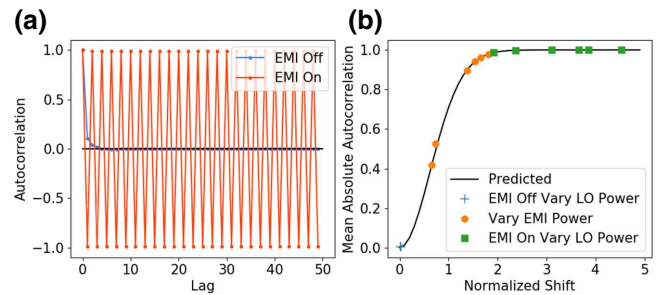 (a)
EMI Off
EMI On
Autocorrelation
1.0
0.5
0.0
−0.5
−1.0
0 10 20 30 40 50
Lag
(b)
Mean Absolute Autocorrelation
1.0
0.8
0.6
0.4
0.2
0.0
Predicted
EMI Off Vary LO Power
Vary EMI Power
EMI On Vary LO Power
0 1 2 3 4 5
Normalized Shift